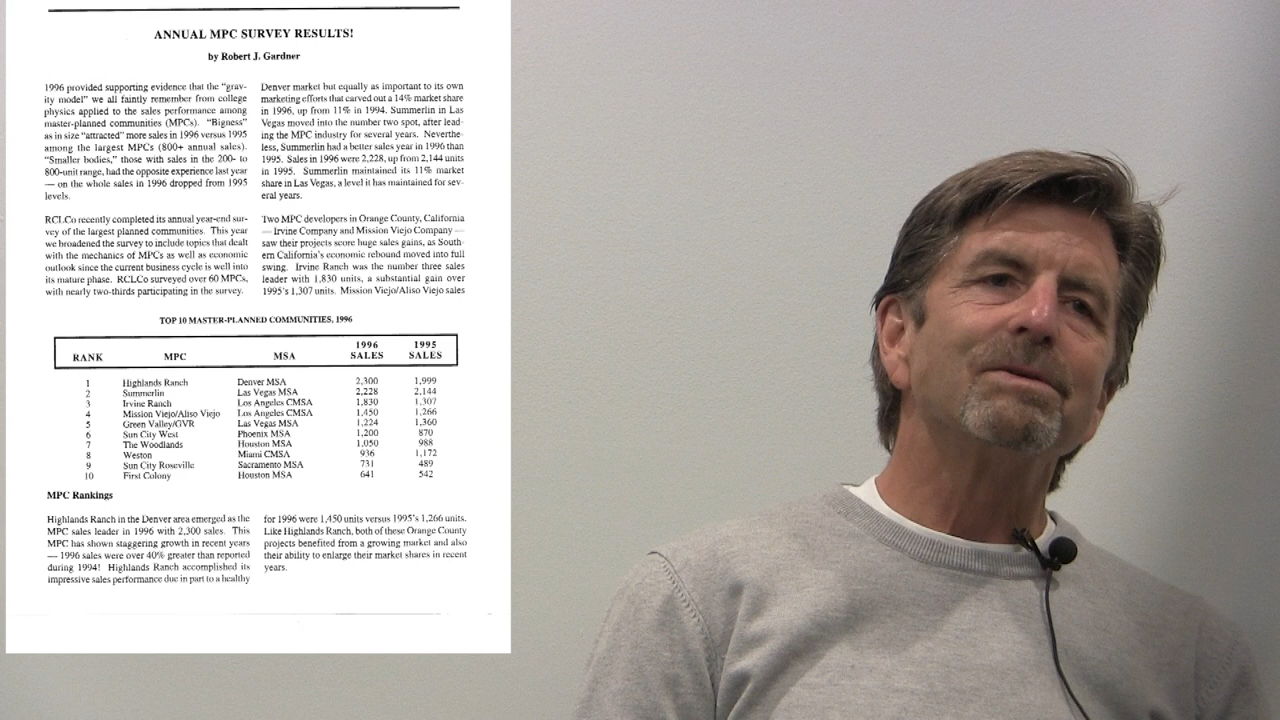 ANNUAL MPC SURVEY RESULTS!
by Robert J. Gardner
1996 provided supporting evidence that the “grav-
ity model” we all faintly remember from college
physics applied to the sales performance among
master-planned communities (MPCs). “Bigness”
as in size “attracted” more sales in 1996 versus 1995
among the largest MPCs (800+ annual sales).
“Smaller bodies,” those with sales in the 200- to
800-unit range, had the opposite experience last year
— on the whole sales in 1996 dropped from 1995
levels.
RCLCo recently completed its annual year-end sur-
vey of the largest planned communities. This year
we broadened the survey to include topics that dealt
with the mechanics of MPCs as well as economic
outlook since the current business cycle is well into
its mature phase. RCLCo surveyed over 60 MPCs,
with nearly two-thirds participating in the survey.
Denver market but equally as important to its own
marketing efforts that carved out a 14% market share
in 1996, up from 11% in 1994. Summerlin in Las
Vegas moved into the number two spot, after lead-
ing the MPC industry for several years. Neverthe-
less, Summerlin had a better sales year in 1996 than
1995. Sales in 1996 were 2,228, up from 2,144 units
in 1995. Summerlin maintained its 11% market
share in Las Vegas, a level it has maintained for sev-
eral years.
Two MPC developers in Orange County, California
— Irvine Company and Mission Viejo Company —
saw their projects score huge sales gains, as South-
ern California’s economic rebound moved into full
swing. Irvine Ranch was the number three sales
leader with 1,830 units, a substantial gain over
1995’s 1,307 units. Mission Viejo/Aliso Viejo sales
TOP 10 MASTER-PLANNED COMMUNITIES, 1996
RANK MPC MSA 1996 SALES 1995 SALES
1 Highlands Ranch Denver MSA 2,300 1,999
2 Summerlin Las Vegas MSA 2,228 2,144
3 Irvine Ranch Los Angeles CMSA 1,830 1,307
4 Mission Viejo/Aliso Viejo Los Angeles CMSA 1,450 1,266
5 Green Valley/GVR Las Vegas MSA 1,224 1,360
6 Sun City West Phoenix MSA 1,200 870
7 The Woodlands Houston MSA 1,050 988
8 Weston Miami CMSA 936 1,172
9 Sun City Roseville Sacramento MSA 731 489
10 First Colony Houston MSA 641 542
MPC Rankings
Highlands Ranch in the Denver area emerged as the
MPC sales leader in 1996 with 2,300 sales. This
MPC has shown staggering growth in recent years
— 1996 sales were over 40% greater than reported
during 1994! Highlands Ranch accomplished its
impressive sales performance due in part to a healthy
for 1996 were 1,450 units versus 1995’s 1,266 units.
Like Highlands Ranch, both of these Orange County
projects benefited from a growing market and also
their ability to enlarge their market shares in recent
years.